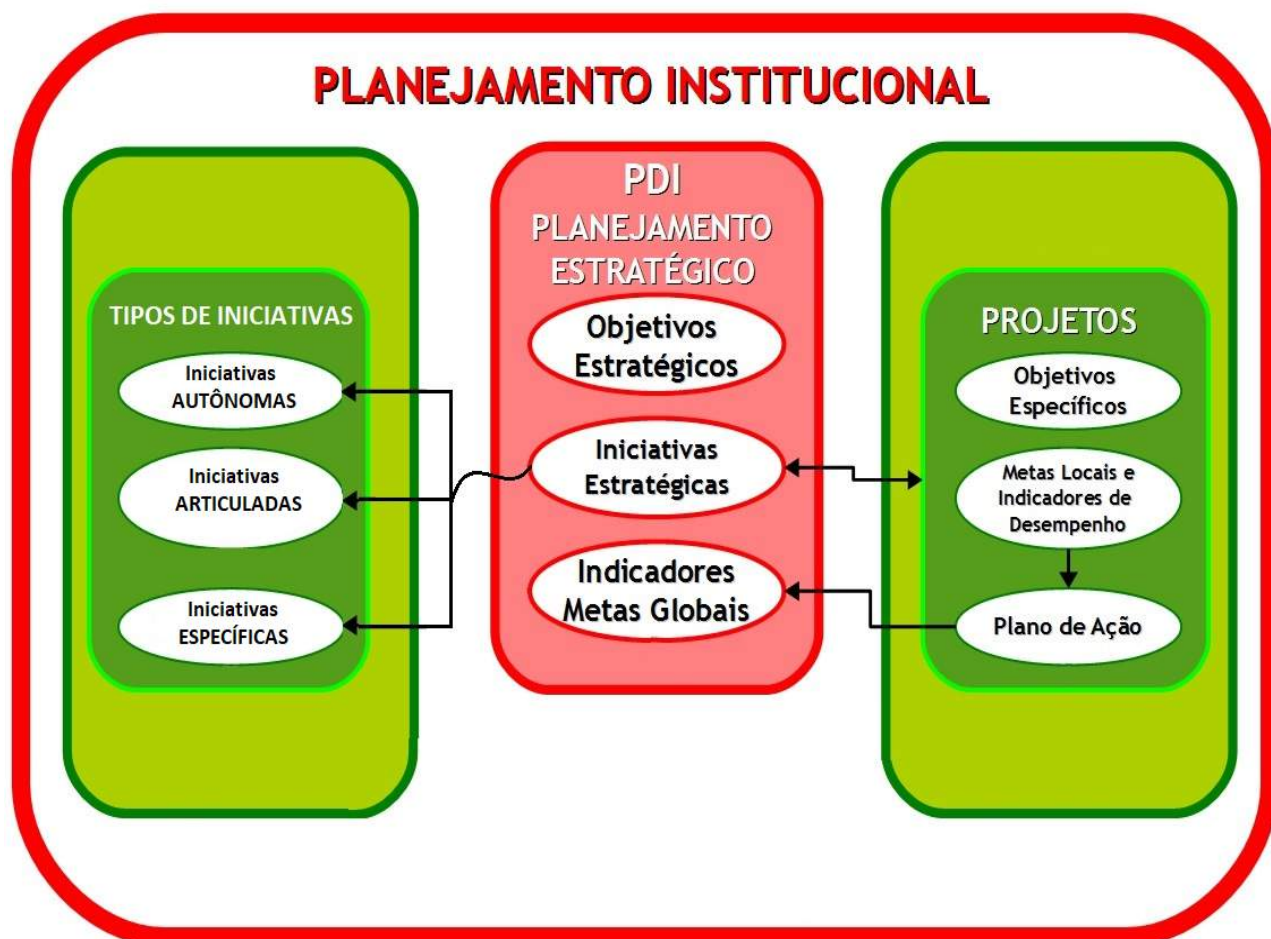 PLANEJAMENTO INSTITUCIONAL
TIPOS DE INICIATIVAS
Iniciativas
AUTÔNOMAS
Iniciativas
ARTICULADAS
Iniciativas
ESPECÍFICAS
PDI
PLANEJAMENTO
ESTRATÉGICO
Objetivos
Estratégicos
Iniciativas
Estratégicas
Indicadores
Metas Globais
PROJETOS
Objetivos
Específicos
Metas Locais e
Indicadores de
Desempenho
Plano de Ação